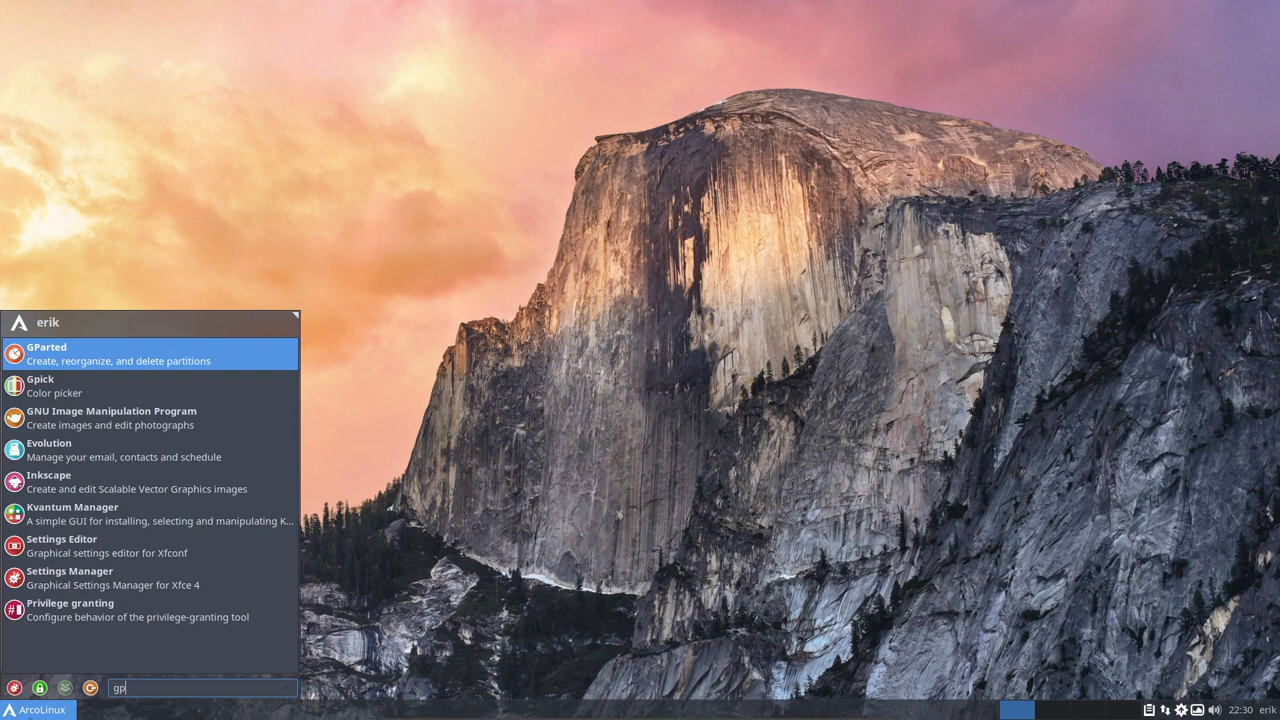 erik
GParted
Create, reorganize, and delete partitions
Gpick
Color picker
GNU Image Manipulation Program
Create images and edit photographs
Evolution
Manage your email, contacts and schedule
Inkscape
Create and edit Scalable Vector Graphics images
Kvantum Manager
A simple GUI for installing, selecting and manipulating K...
Settings Editor
Graphical settings editor for Xfconf
Settings Manager
Graphical Settings Manager for Xfce 4
Privilege granting
Configure behavior of the privilege-granting tool
gp
ArcoLinux
22:30 erik